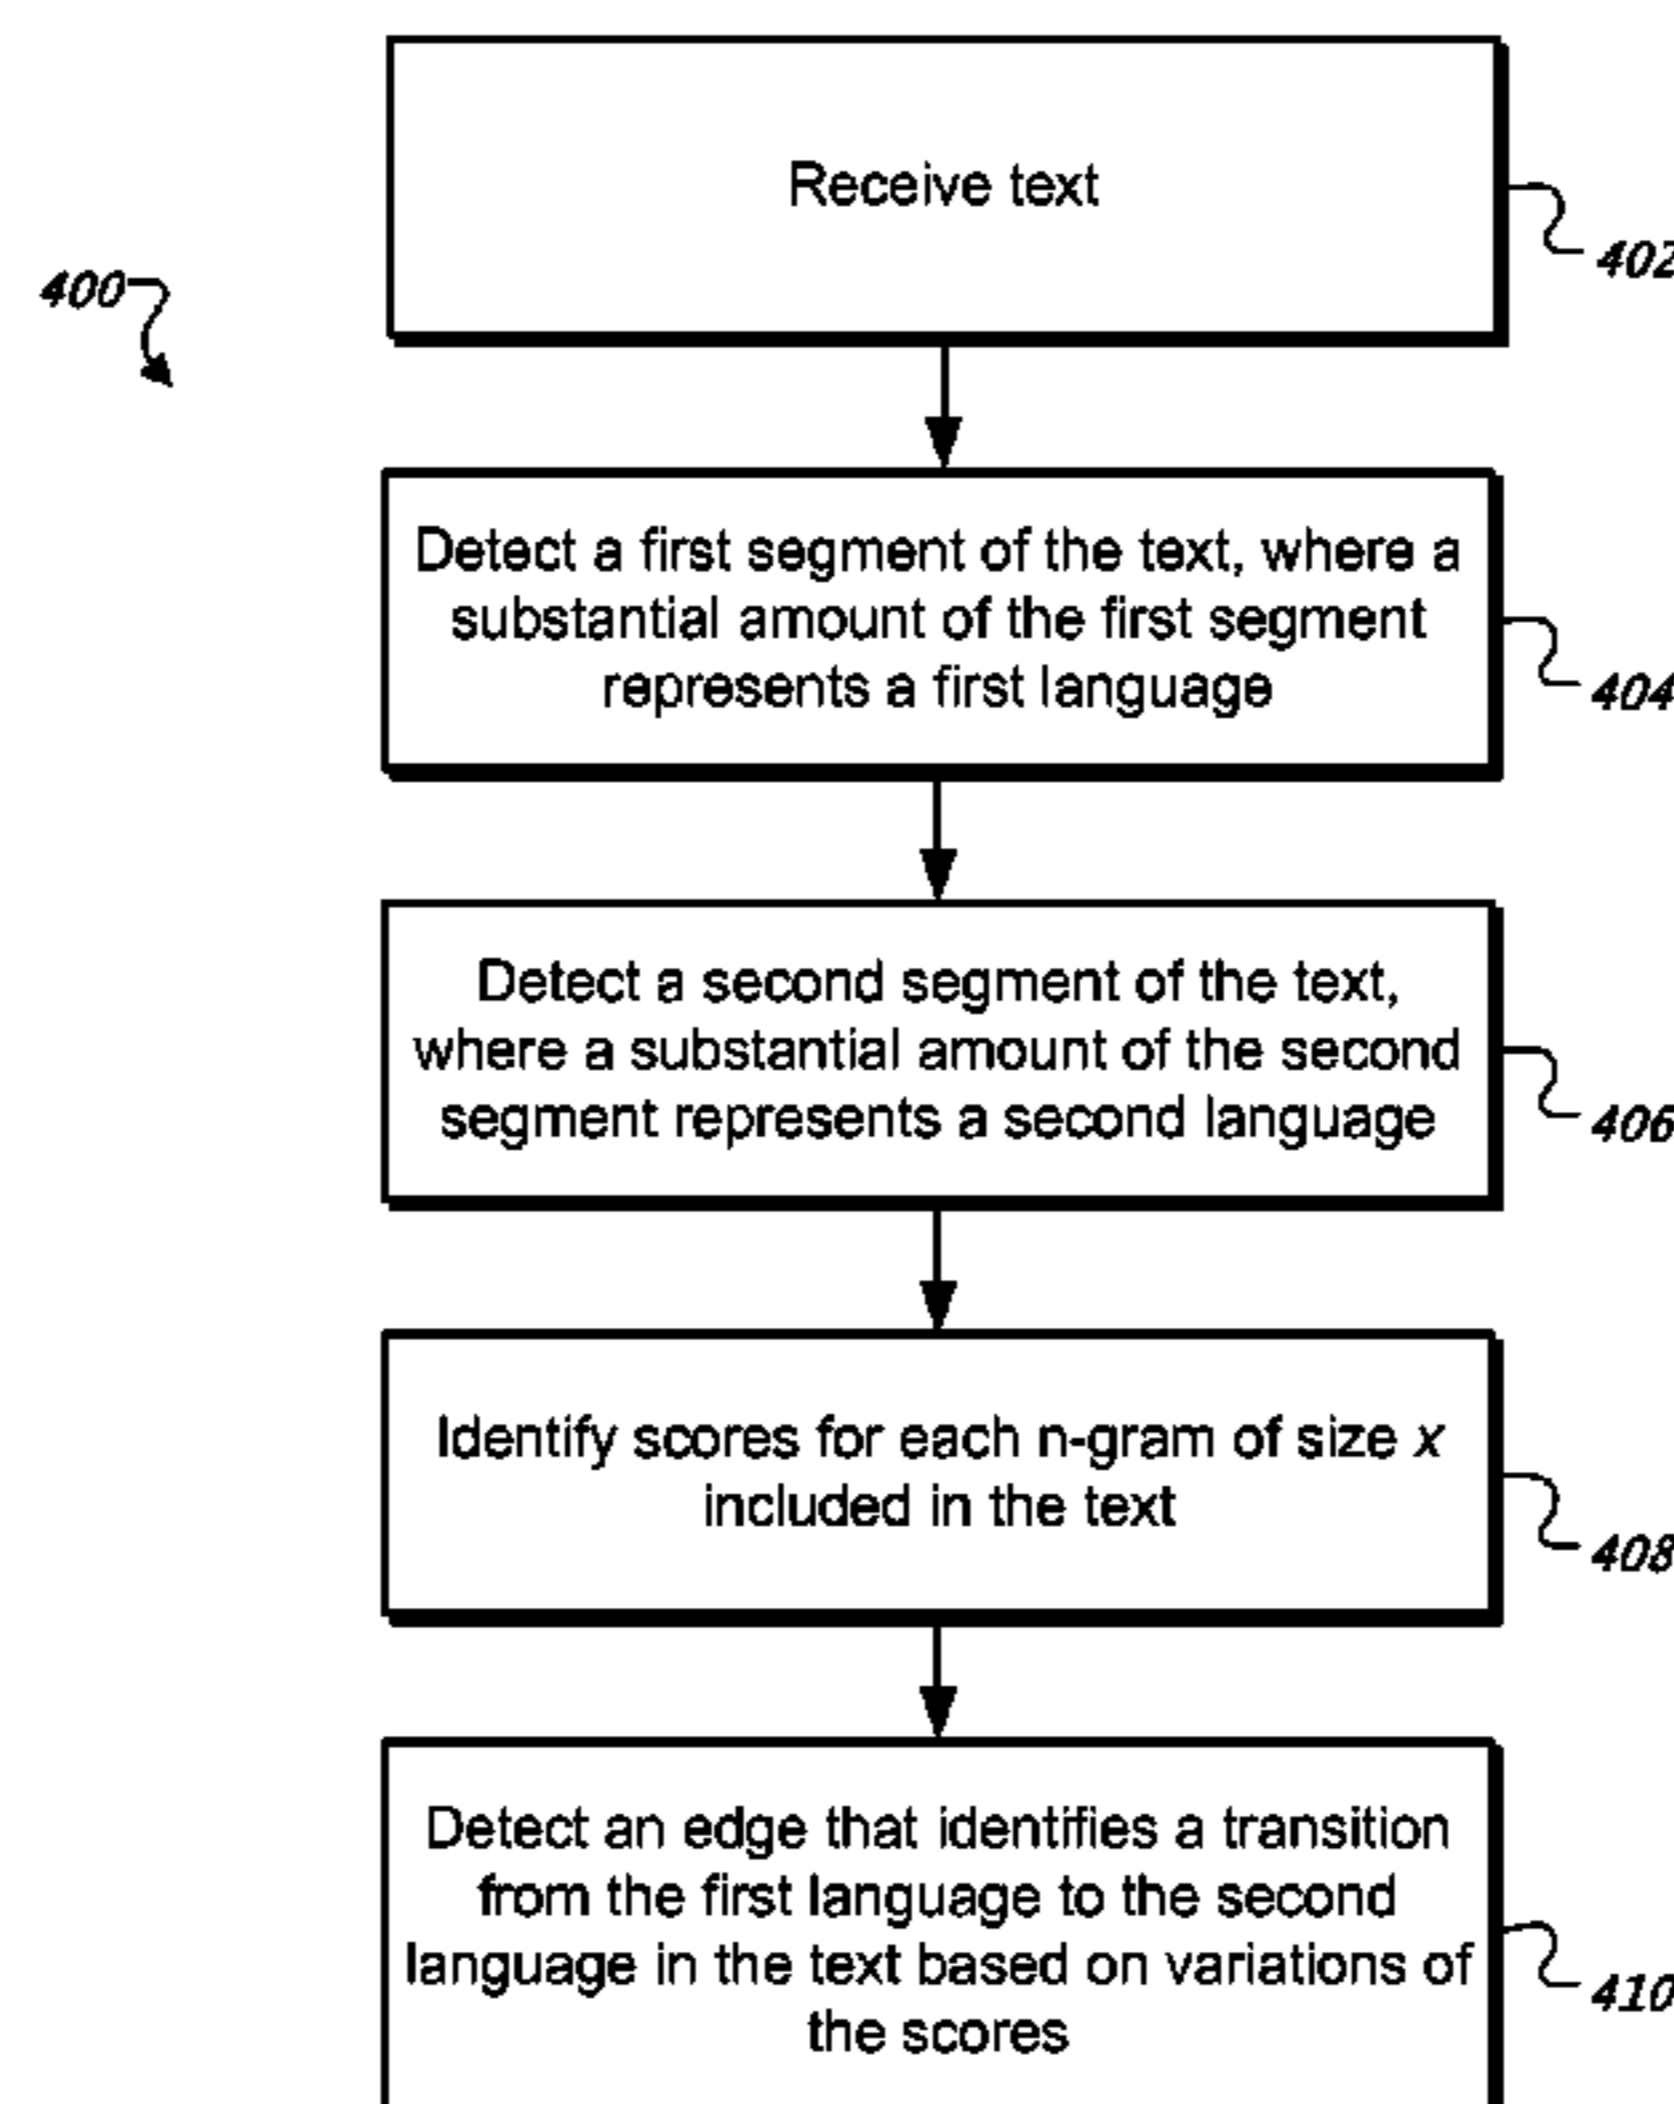 Receive text
402
400
Detect a first segment of the text, where a
substantial amount of the first segment
represents a first language
404
Detect a second segment of the text,
where a substantial amount of the second
segment represents a second language
406
Identify scores for each n-gram of size x
included in the text
408
Detect an edge that identifies a transition
from the first language to the second
language in the text based on variations of
the scores
410